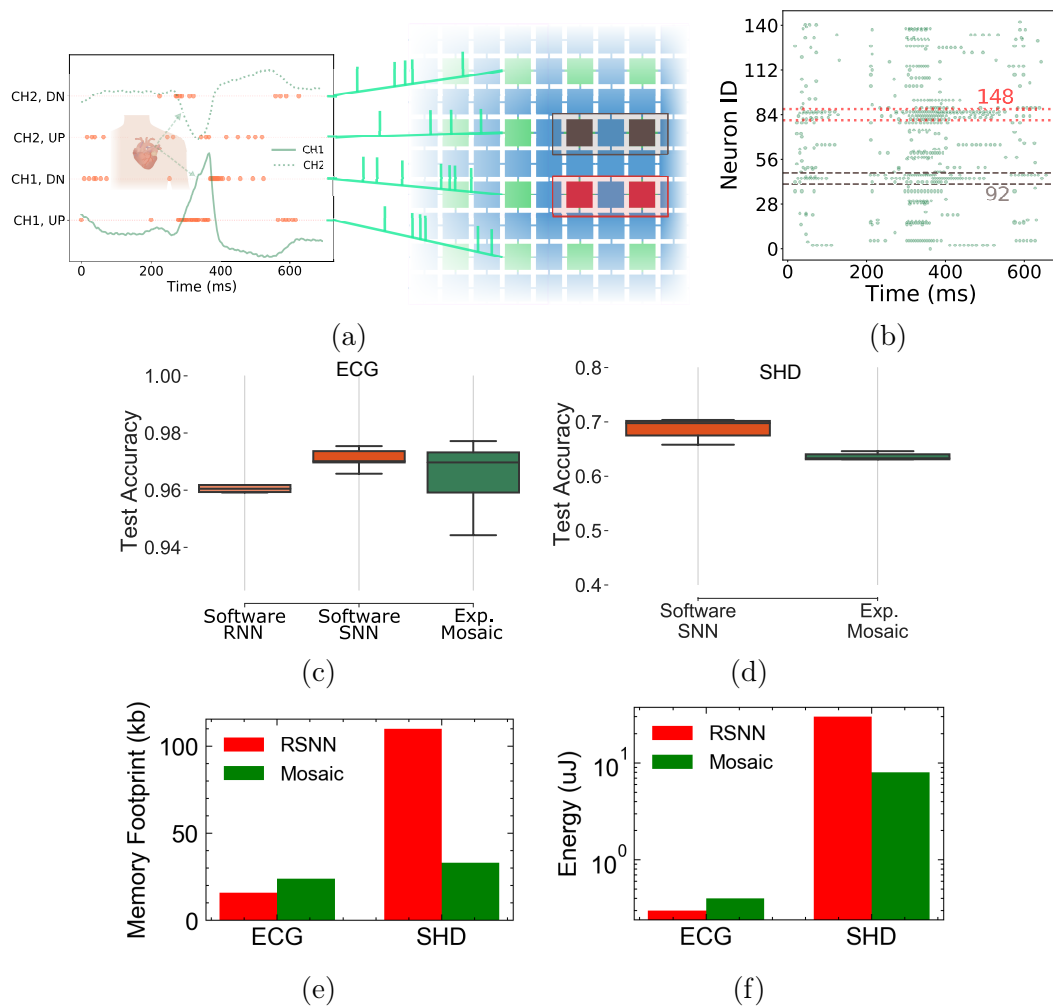 CH2, DN
CH2, UP
CH1, DN
CH1, UP
CH1
CH2
0 200 400 600
Time (ms)
(a)
Neuron ID
140
112
84
56
28
0
148
92
0 200 400 600
Time (ms)
(b)
ECG
Test Accuracy
1.00
0.98
0.96
0.94
Software RNN
Software SNN
Exp. Mosaic
(c)
SHD
Test Accuracy
0.8
0.7
0.6
0.5
0.4
Software SNN
Exp. Mosaic
(d)
Memory Footprint (kb)
100
50
0
RSNN
Mosaic
ECG SHD
(e)
Energy (uJ)
10¹
10⁰
RSNN
Mosaic
ECG SHD
(f)